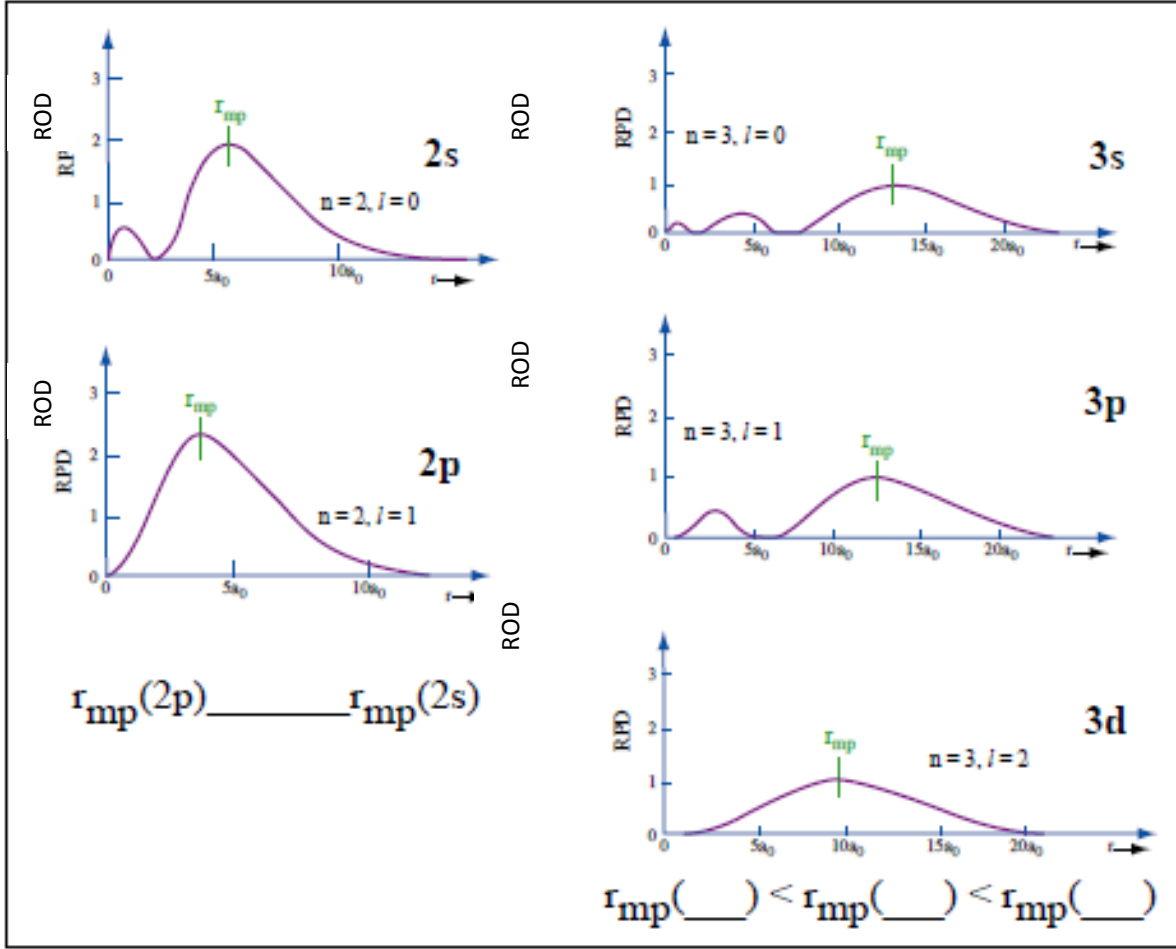 ROD
RP
3
2
1
0
r_mp
2s
n = 2, l = 0
0
5a₀
10a₀
r
ROD
RPD
3
2
1
0
n = 3, l = 0
r_mp
3s
0
5a₀
10a₀
15a₀
20a₀
r
ROD
RPD
3
2
1
0
r_mp
2p
n = 2, l = 1
0
5a₀
10a₀
r
ROD
RPD
3
2
1
0
n = 3, l = 1
r_mp
3p
0
5a₀
10a₀
15a₀
20a₀
r
r_mp(2p)_______r_mp(2s)
ROD
RPD
3
2
1
0
r_mp
3d
n = 3, l = 2
0
5a₀
10a₀
15a₀
20a₀
r
r_mp(___) < r_mp(___) < r_mp(___)